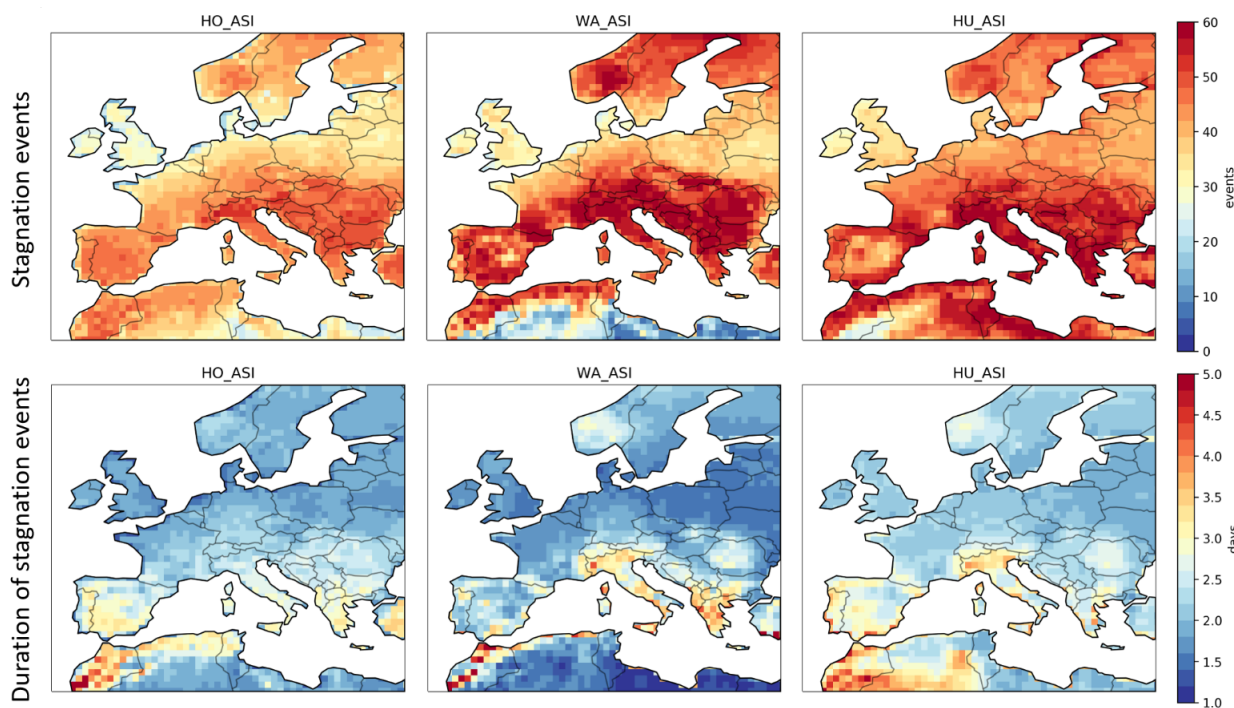 HO_ASI
WA_ASI
HU_ASI
Stagnation events
60
50
40
30
20
10
0
events
HO_ASI
WA_ASI
HU_ASI
Duration of stagnation events
5.0
4.5
4.0
3.5
3.0
2.5
2.0
1.5
1.0
days